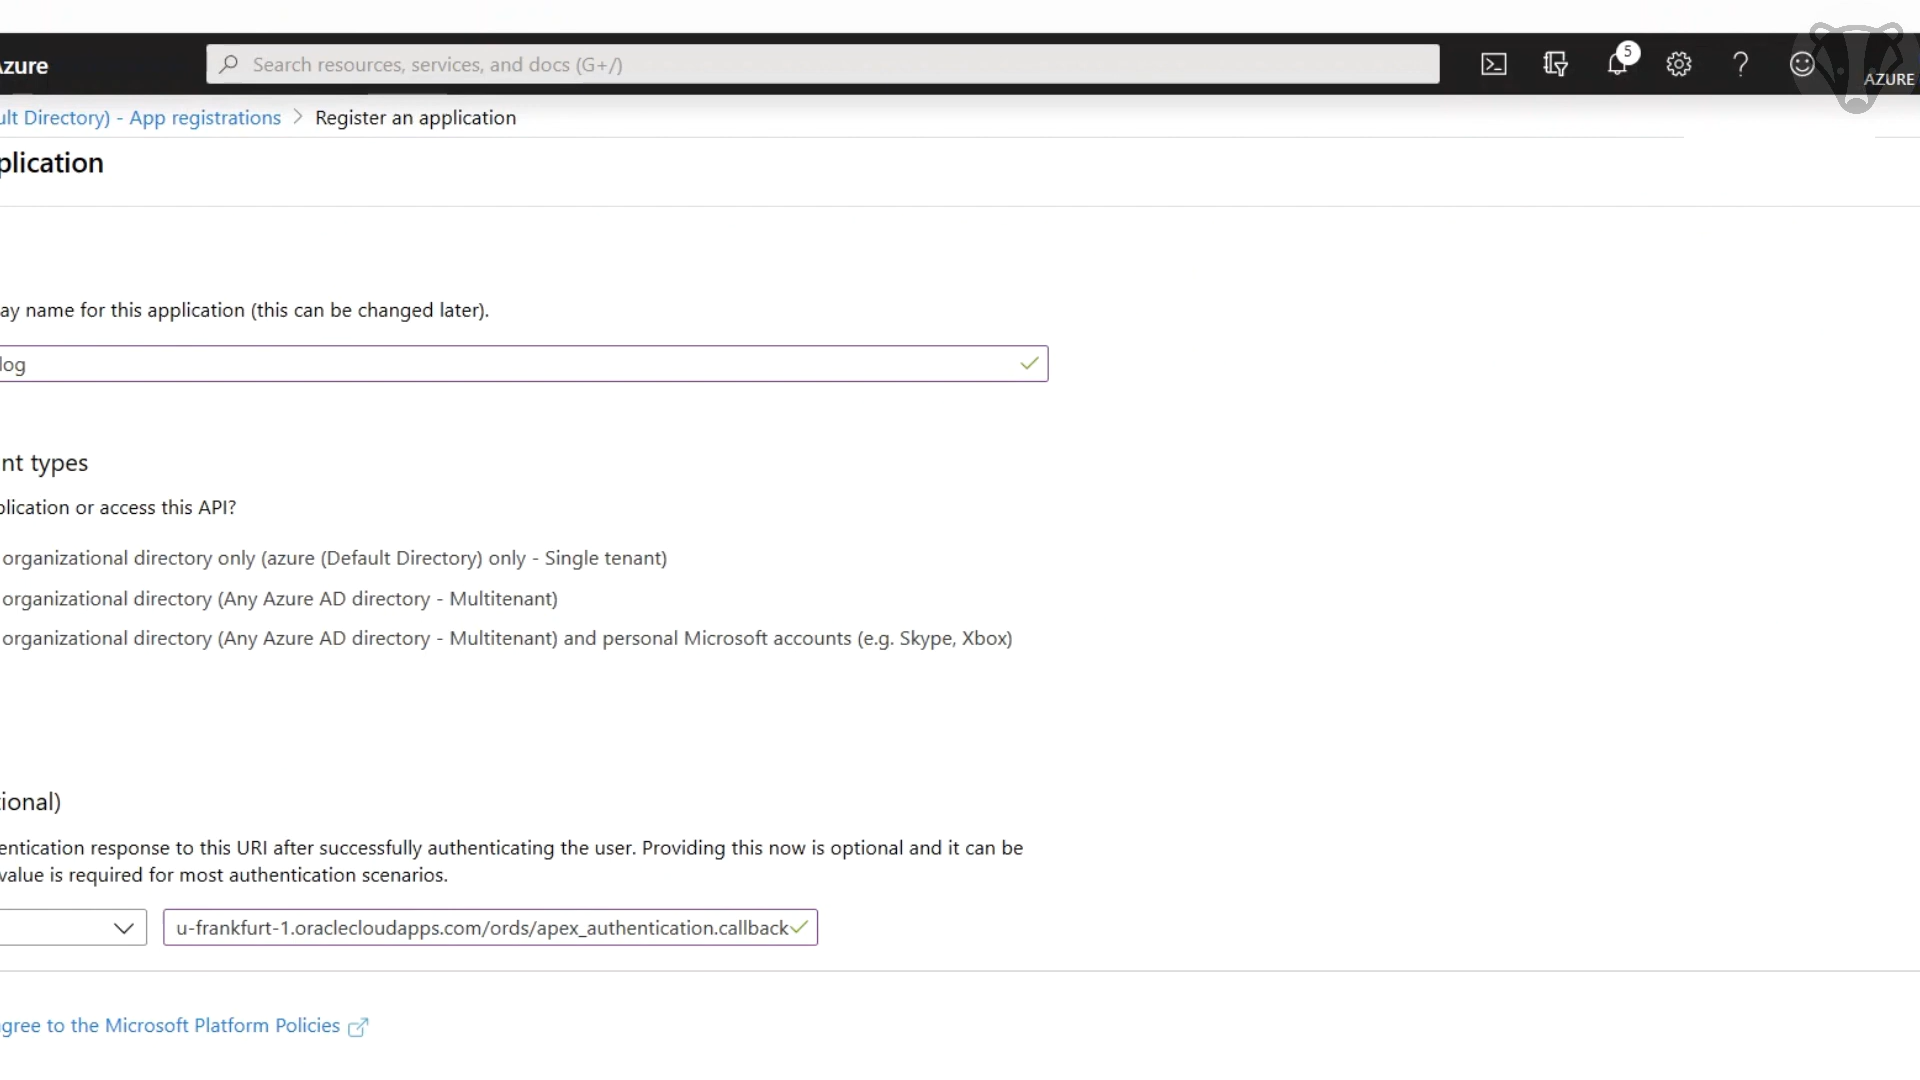 Azure
Search resources, services, and docs (G+/)
5
AZURE
ult Directory) - App registrations > Register an application
plication
ay name for this application (this can be changed later).
log
nt types
plication or access this API?
organizational directory only (azure (Default Directory) only - Single tenant)
organizational directory (Any Azure AD directory - Multitenant)
organizational directory (Any Azure AD directory - Multitenant) and personal Microsoft accounts (e.g. Skype, Xbox)
tional)
entication response to this URI after successfully authenticating the user. Providing this now is optional and it can be
value is required for most authentication scenarios.
u-frankfurt-1.oraclecloudapps.com/ords/apex_authentication.callback
agree to the Microsoft Platform Policies